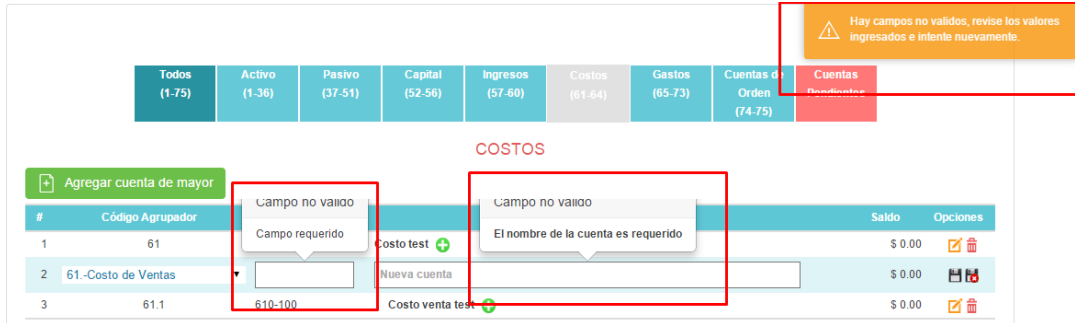 Hay campos no validos, revise los valores
ingresados e intente nuevamente.
Todos
(1-75)
Activo
(1-36)
Pasivo
(37-51)
Capital
(52-56)
Ingresos
(57-60)
Costos
(61-64)
Gastos
(65-73)
Cuentas de
Orden
(74-75)
Cuentas
Pendientes
COSTOS
Agregar cuenta de mayor
Campo no valido
Campo requerido
Campo no valido
El nombre de la cuenta es requerido
# Código Agrupador Saldo Opciones
1 61 Costo test $ 0.00
2 61.-Costo de Ventas Nueva cuenta $ 0.00
3 61.1 610-100 Costo venta test $ 0.00